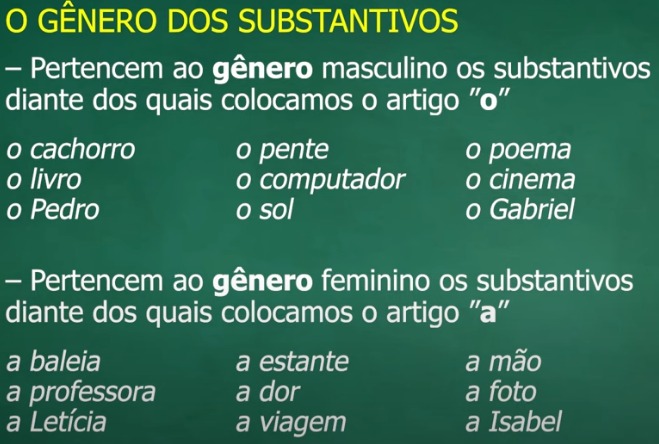 O GÊNERO DOS SUBSTANTIVOS
– Pertencem ao gênero masculino os substantivos
diante dos quais colocamos o artigo "o"
o cachorro o pente o poema
o livro o computador o cinema
o Pedro o sol o Gabriel
– Pertencem ao gênero feminino os substantivos
diante dos quais colocamos o artigo "a"
a baleia a estante a mão
a professora a dor a foto
a Letícia a viagem a Isabel